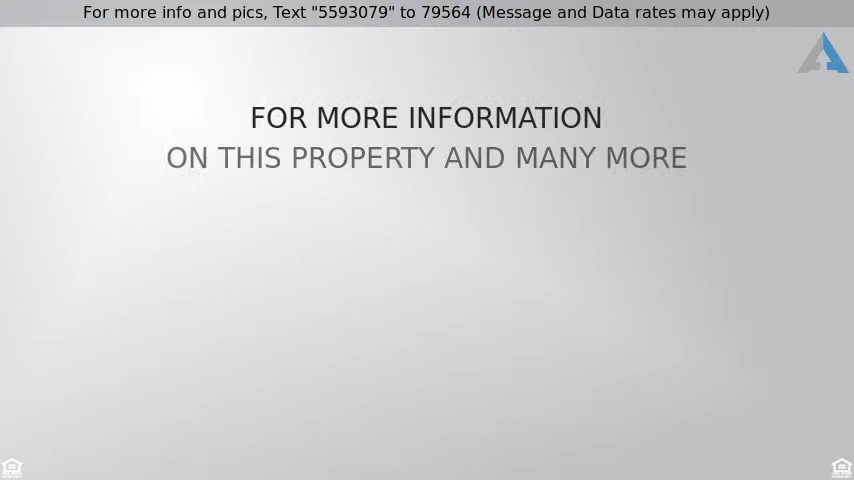 For more info and pics, Text "5593079" to 79564 (Message and Data rates may apply)
FOR MORE INFORMATION
ON THIS PROPERTY AND MANY MORE